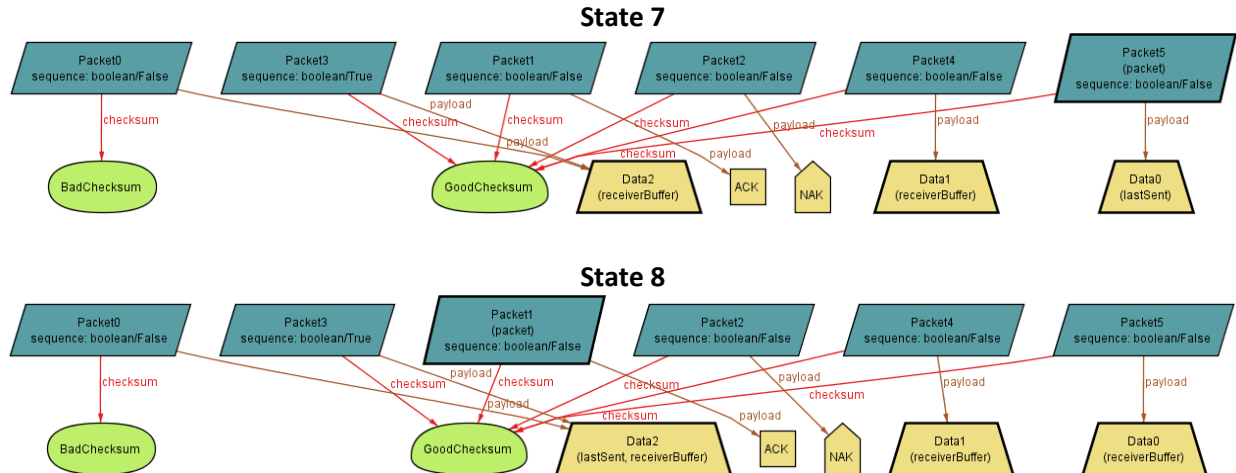 State 7
Packet0
sequence: boolean/False
Packet3
sequence: boolean/True
Packet1
sequence: boolean/False
Packet2
sequence: boolean/False
Packet4
sequence: boolean/False
Packet5
(packet)
sequence: boolean/False
checksum
checksum
payload
payload
checksum
payload
checksum
payload
checksum
payload
checksum
payload
BadChecksum
GoodChecksum
Data2
(receiverBuffer)
ACK
NAK
Data1
(receiverBuffer)
Data0
(lastSent)
State 8
Packet0
sequence: boolean/False
Packet3
sequence: boolean/True
Packet1
(packet)
sequence: boolean/False
Packet2
sequence: boolean/False
Packet4
sequence: boolean/False
Packet5
sequence: boolean/False
checksum
checksum
payload
payload
checksum
payload
checksum
payload
checksum
payload
checksum
payload
BadChecksum
GoodChecksum
Data2
(lastSent, receiverBuffer)
ACK
NAK
Data1
(receiverBuffer)
Data0
(receiverBuffer)